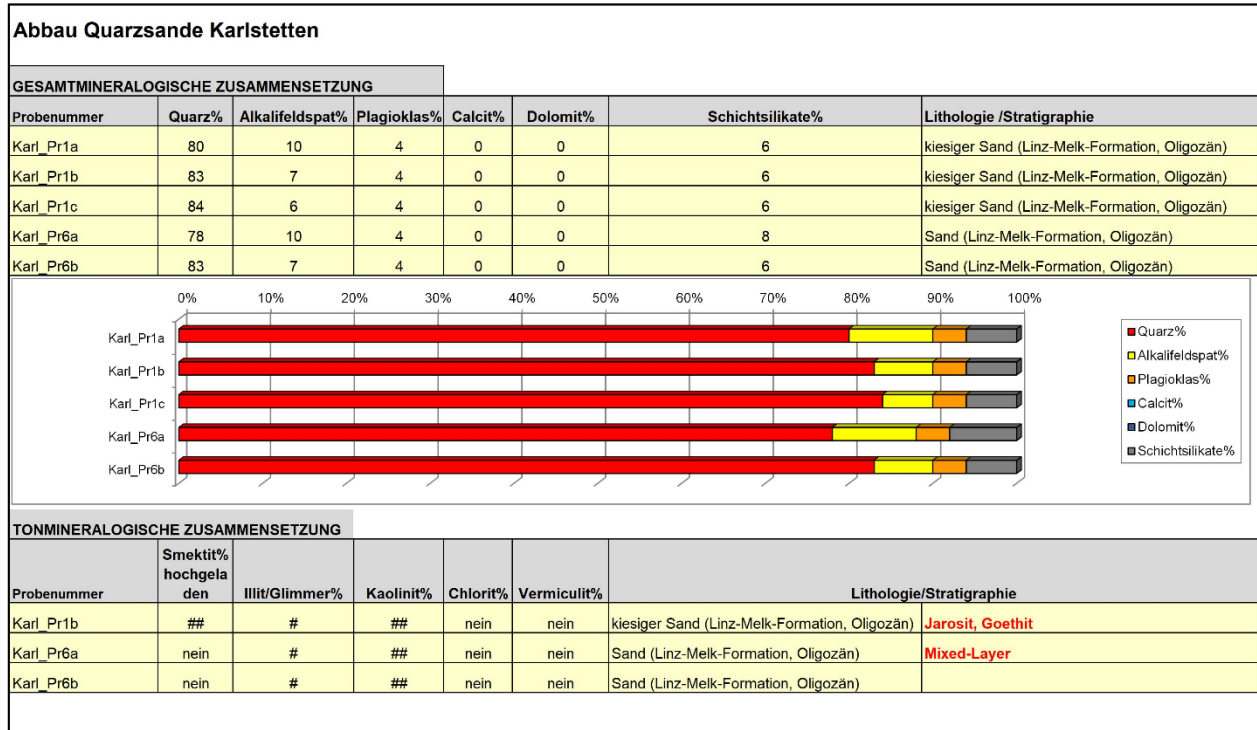 Abbau Quarzsande Karlstetten
GESAMTMINERALOGISCHE ZUSAMMENSETZUNG
Probenummer Quarz% Alkalifeldspat% Plagioklas% Calcit% Dolomit% Schichtsilikate% Lithologie /Stratigraphie
Karl_Pr1a 80 10 4 0 0 6 kiesiger Sand (Linz-Melk-Formation, Oligozän)
Karl_Pr1b 83 7 4 0 0 6 kiesiger Sand (Linz-Melk-Formation, Oligozän)
Karl_Pr1c 84 6 4 0 0 6 kiesiger Sand (Linz-Melk-Formation, Oligozän)
Karl_Pr6a 78 10 4 0 0 8 Sand (Linz-Melk-Formation, Oligozän)
Karl_Pr6b 83 7 4 0 0 6 Sand (Linz-Melk-Formation, Oligozän)
0% 10% 20% 30% 40% 50% 60% 70% 80% 90% 100%
Karl_Pr1a
Karl_Pr1b
Karl_Pr1c
Karl_Pr6a
Karl_Pr6b
Quarz%
Alkalifeldspat%
Plagioklas%
Calcit%
Dolomit%
Schichtsilikate%
TONMINERALOGISCHE ZUSAMMENSETZUNG
Smektit%
hochgela
Probenummer den Illit/Glimmer% Kaolinit% Chlorit% Vermiculit% Lithologie/Stratigraphie
Karl_Pr1b ## # ## nein nein kiesiger Sand (Linz-Melk-Formation, Oligozän) Jarosit, Goethit
Karl_Pr6a nein # ## nein nein Sand (Linz-Melk-Formation, Oligozän) Mixed-Layer
Karl_Pr6b nein # ## nein nein Sand (Linz-Melk-Formation, Oligozän)